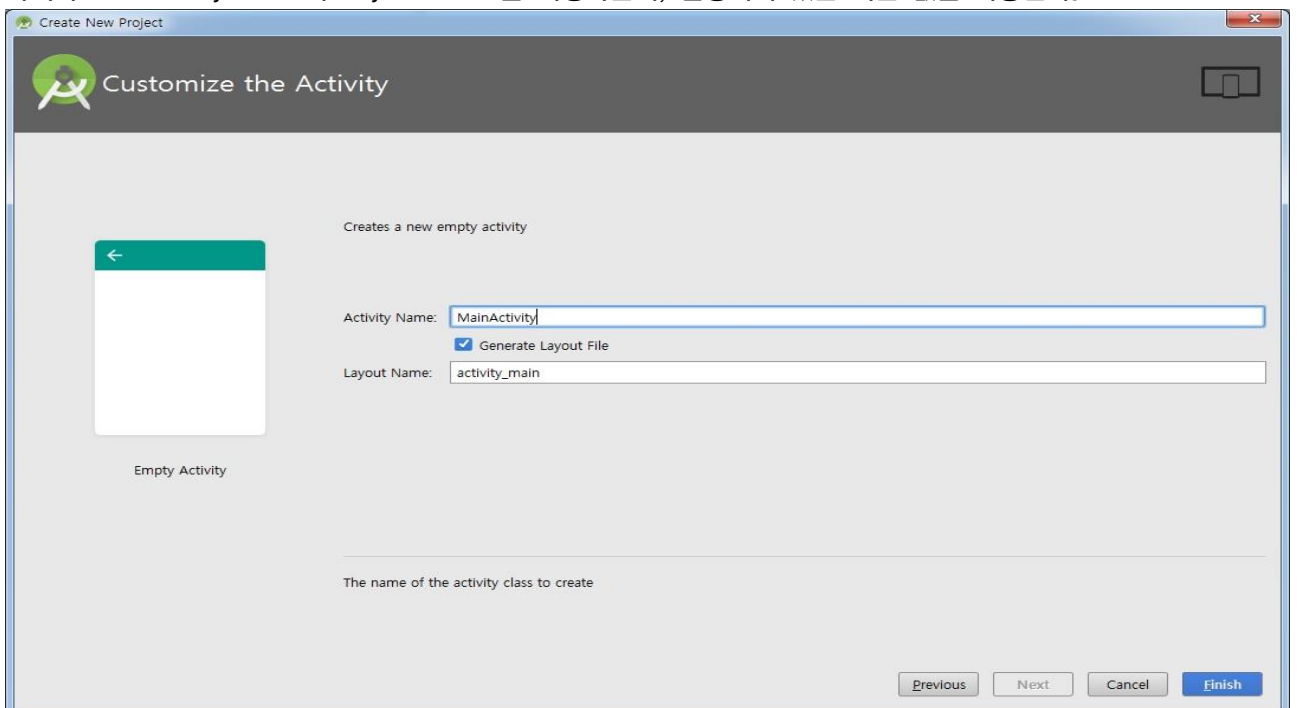 Create New Project
Customize the Activity
Creates a new empty activity
Activity Name: MainActivity
Generate Layout File
Layout Name: activity_main
Empty Activity
The name of the activity class to create
Previous Next Cancel Finish